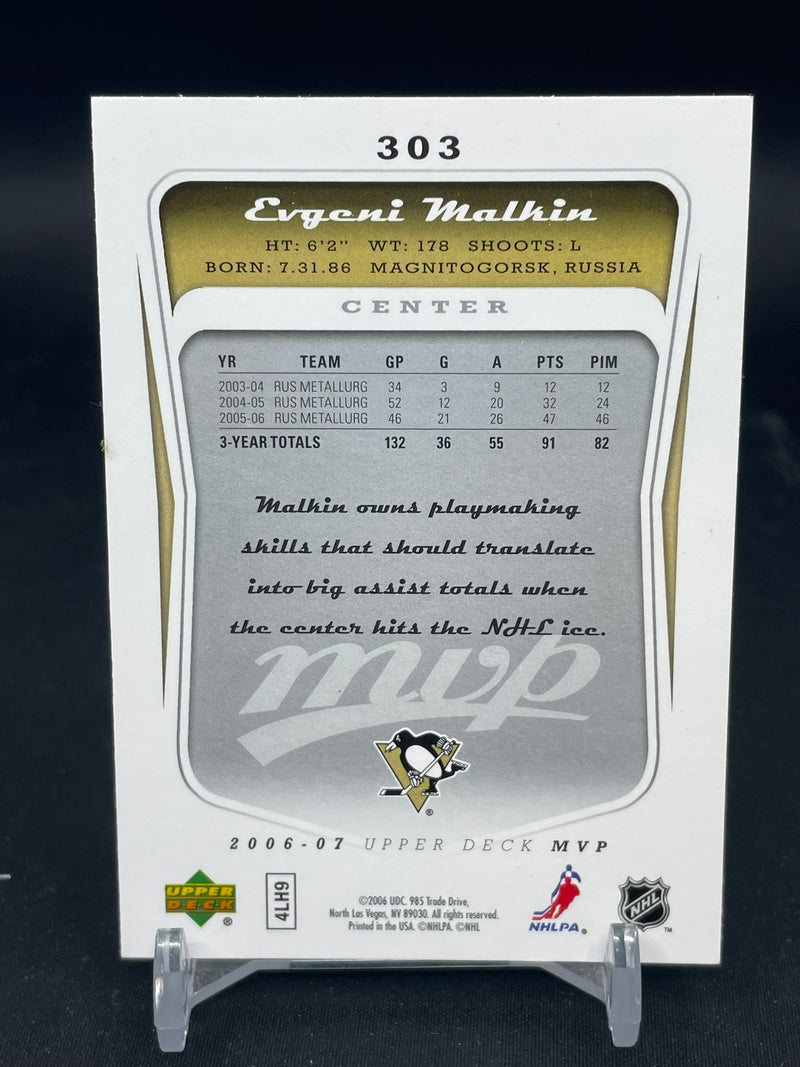 303
Evgeni Malkin
HT: 6'2" WT: 178 SHOOTS: L
BORN: 7.31.86 MAGNITOGORSK, RUSSIA
CENTER
YR TEAM GP G A PTS PIM
2003-04 RUS METALLURG 34 3 9 12 12
2004-05 RUS METALLURG 52 12 20 32 24
2005-06 RUS METALLURG 46 21 26 47 46
3-YEAR TOTALS 132 36 55 91 82
Malkin owns playmaking
skills that should translate
into big assist totals when
the center hits the NHL ice.
mvp
®
2006-07 UPPER DECK MVP
UPPER
DECK
®
4LH9
©2006 UDC. 985 Trade Drive,
North Las Vegas, NV 89030. All rights reserved.
Printed in the USA. ©NHLPA. ©NHL
NHLPA®
NHL
™